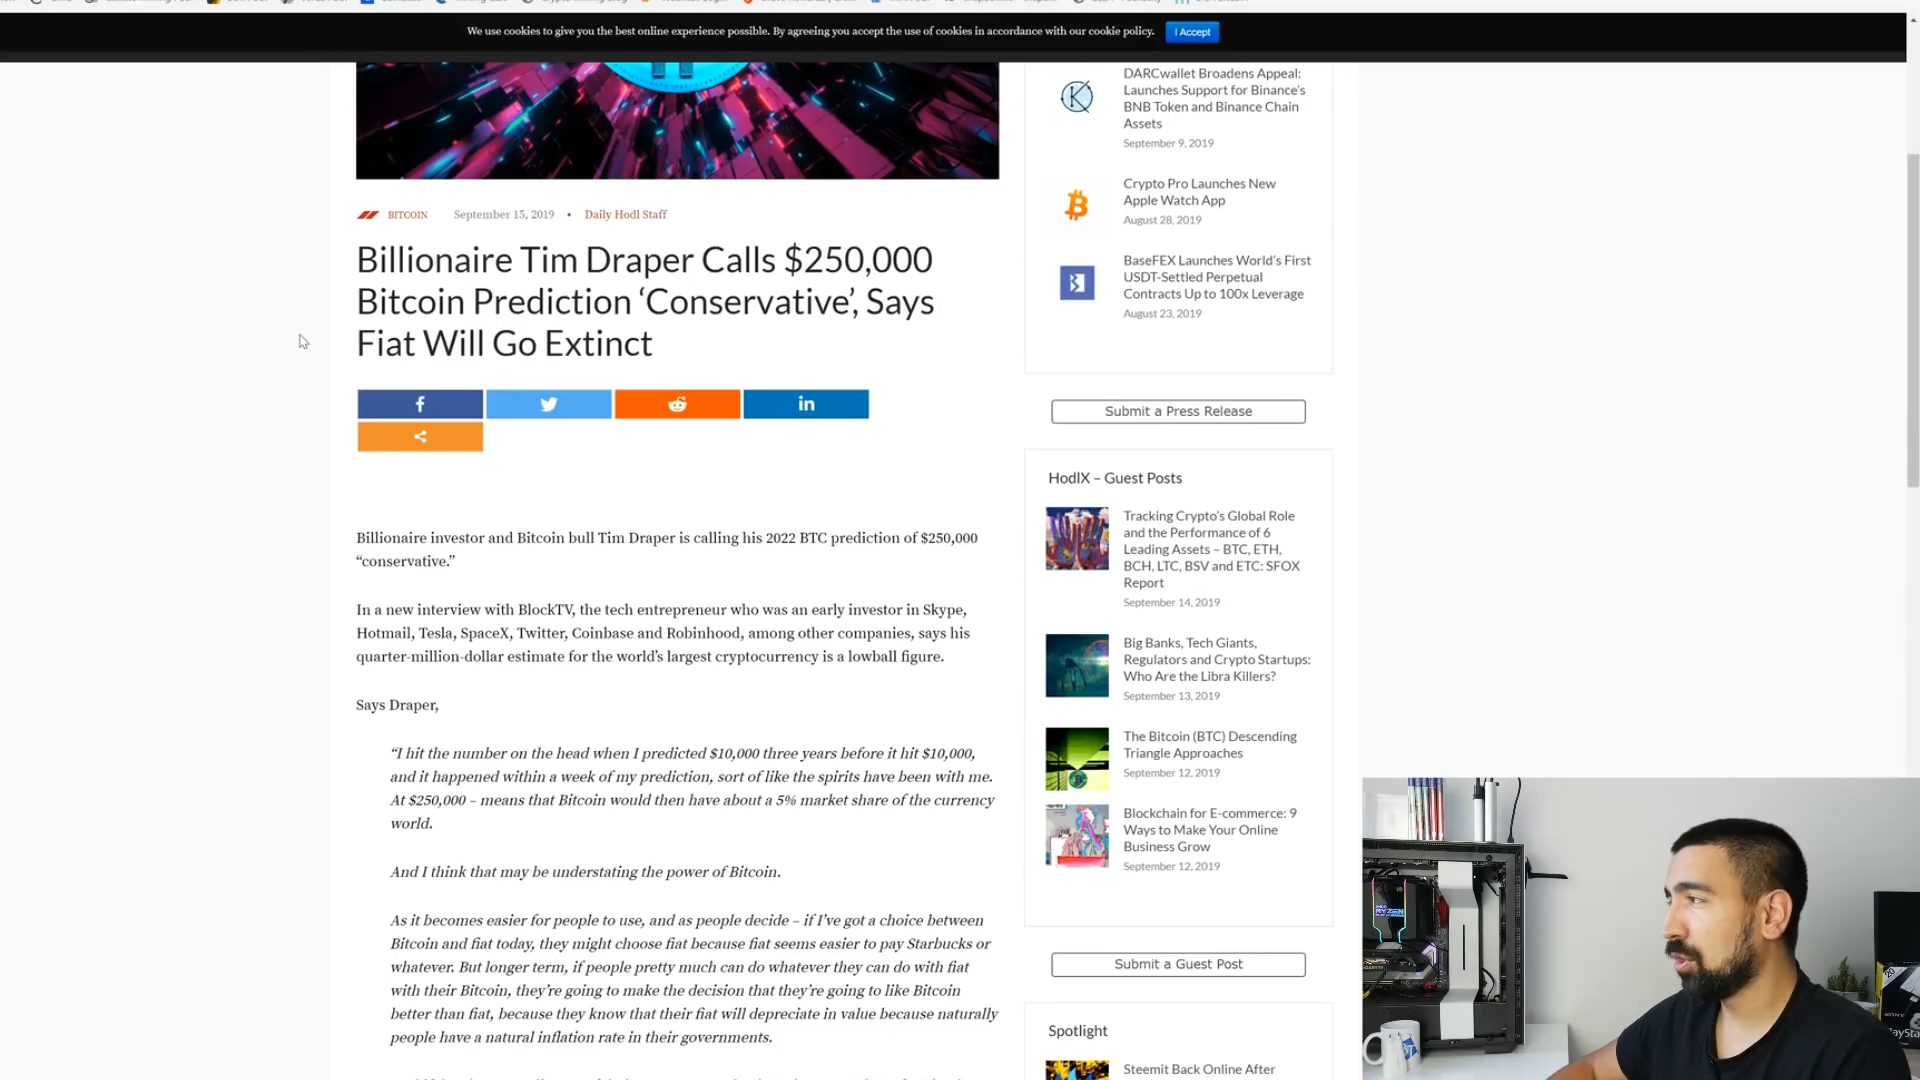 We use cookies to give you the best online experience possible. By agreeing you accept the use of cookies in accordance with our cookie policy.
I Accept
BITCOIN
September 15, 2019 • Daily Hodl Staff
Billionaire Tim Draper Calls $250,000
Bitcoin Prediction ‘Conservative’, Says
Fiat Will Go Extinct
Billionaire investor and Bitcoin bull Tim Draper is calling his 2022 BTC prediction of $250,000
“conservative.”
In a new interview with BlockTV, the tech entrepreneur who was an early investor in Skype,
Hotmail, Tesla, SpaceX, Twitter, Coinbase and Robinhood, among other companies, says his
quarter-million-dollar estimate for the world’s largest cryptocurrency is a lowball figure.
Says Draper,
“I hit the number on the head when I predicted $10,000 three years before it hit $10,000,
and it happened within a week of my prediction, sort of like the spirits have been with me.
At $250,000 – means that Bitcoin would then have about a 5% market share of the currency
world.
And I think that may be understating the power of Bitcoin.
As it becomes easier for people to use, and as people decide – if I’ve got a choice between
Bitcoin and fiat today, they might choose fiat because fiat seems easier to pay Starbucks or
whatever. But longer term, if people pretty much can do whatever they can do with fiat
with their Bitcoin, they’re going to make the decision that they’re going to like Bitcoin
better than fiat, because they know that their fiat will depreciate in value because naturally
people have a natural inflation rate in their governments.
DARCwallet Broadens Appeal:
Launches Support for Binance’s
BNB Token and Binance Chain
Assets
September 9, 2019
Crypto Pro Launches New
Apple Watch App
August 28, 2019
BaseFEX Launches World’s First
USDT-Settled Perpetual
Contracts Up to 100x Leverage
August 23, 2019
Submit a Press Release
HodlX – Guest Posts
Tracking Crypto’s Global Role
and the Performance of 6
Leading Assets – BTC, ETH,
BCH, LTC, BSV and ETC: SFOX
Report
September 14, 2019
Big Banks, Tech Giants,
Regulators and Crypto Startups:
Who Are the Libra Killers?
September 13, 2019
The Bitcoin (BTC) Descending
Triangle Approaches
September 12, 2019
Blockchain for E-commerce: 9
Ways to Make Your Online
Business Grow
September 12, 2019
Submit a Guest Post
Spotlight
Steemit Back Online After
RYZEN